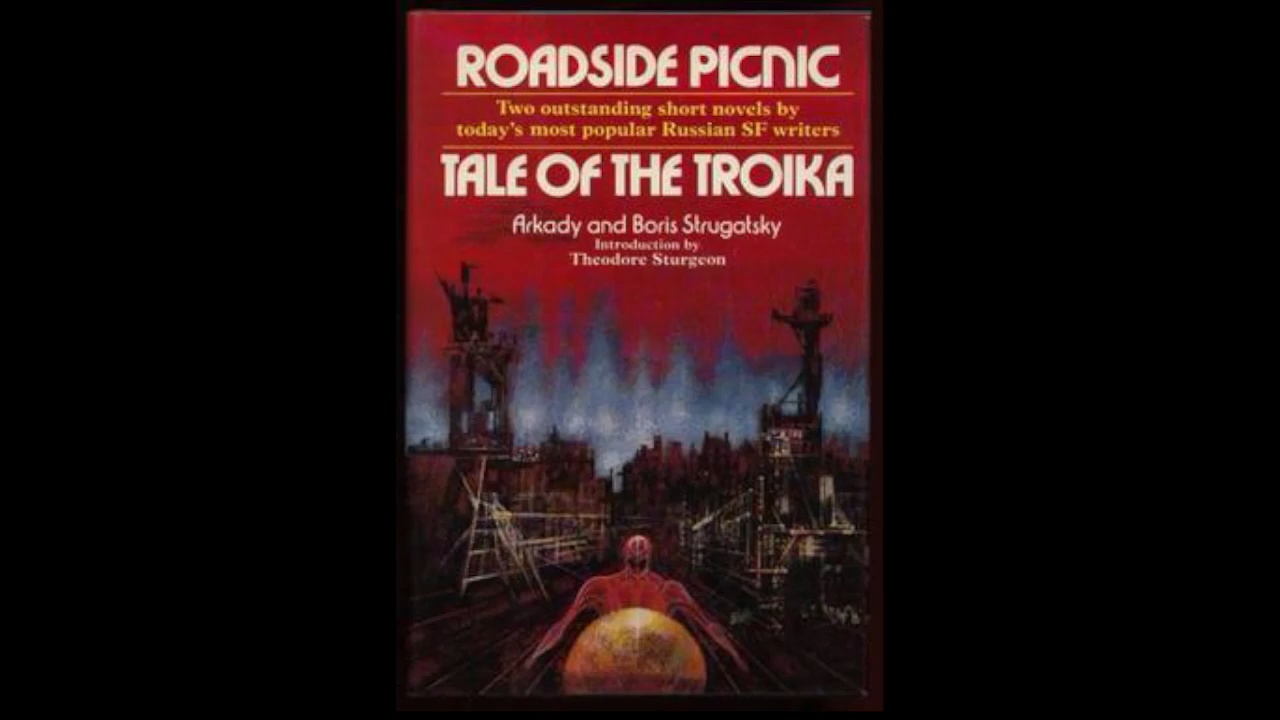 ROADSIDE PICNIC
Two outstanding short novels by
today's most popular Russian SF writers
TALE OF THE TROIKA
Arkady and Boris Strugatsky
Introduction by
Theodore Sturgeon